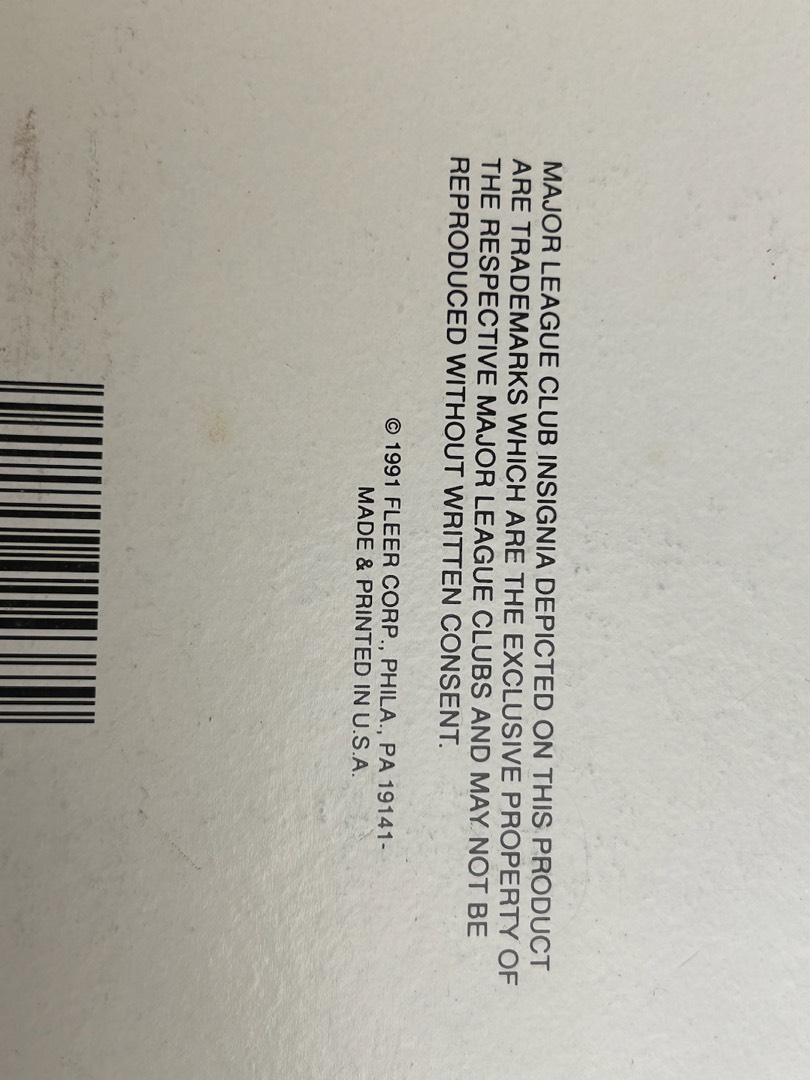 MAJOR LEAGUE CLUB INSIGNIA DEPICTED ON THIS PRODUCT
ARE TRADEMARKS WHICH ARE THE EXCLUSIVE PROPERTY OF
THE RESPECTIVE MAJOR LEAGUE CLUBS AND MAY NOT BE
REPRODUCED WITHOUT WRITTEN CONSENT.
© 1991 FLEER CORP., PHILA., PA 19141-
MADE & PRINTED IN U.S.A.